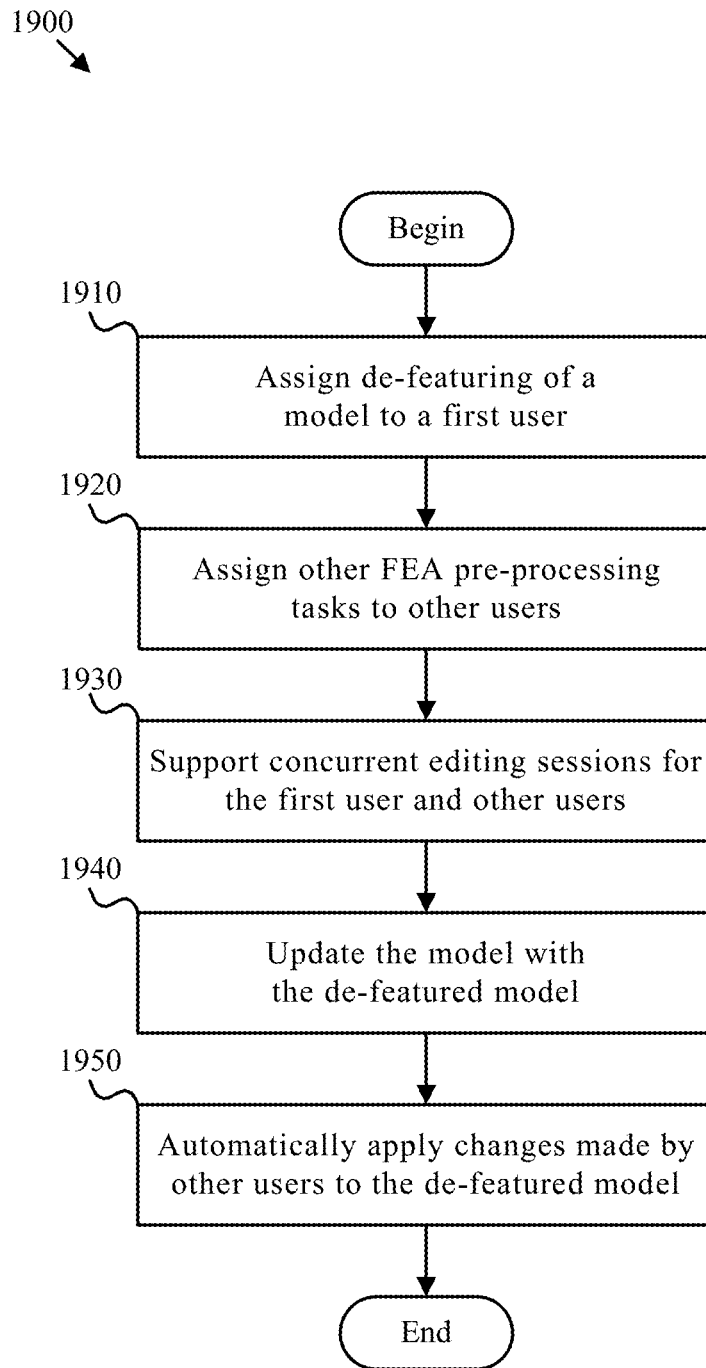 1900
Begin
1910
Assign de-featuring of a
model to a first user
1920
Assign other FEA pre-processing
tasks to other users
1930
Support concurrent editing sessions for
the first user and other users
1940
Update the model with
the de-featured model
1950
Automatically apply changes made by
other users to the de-featured model
End